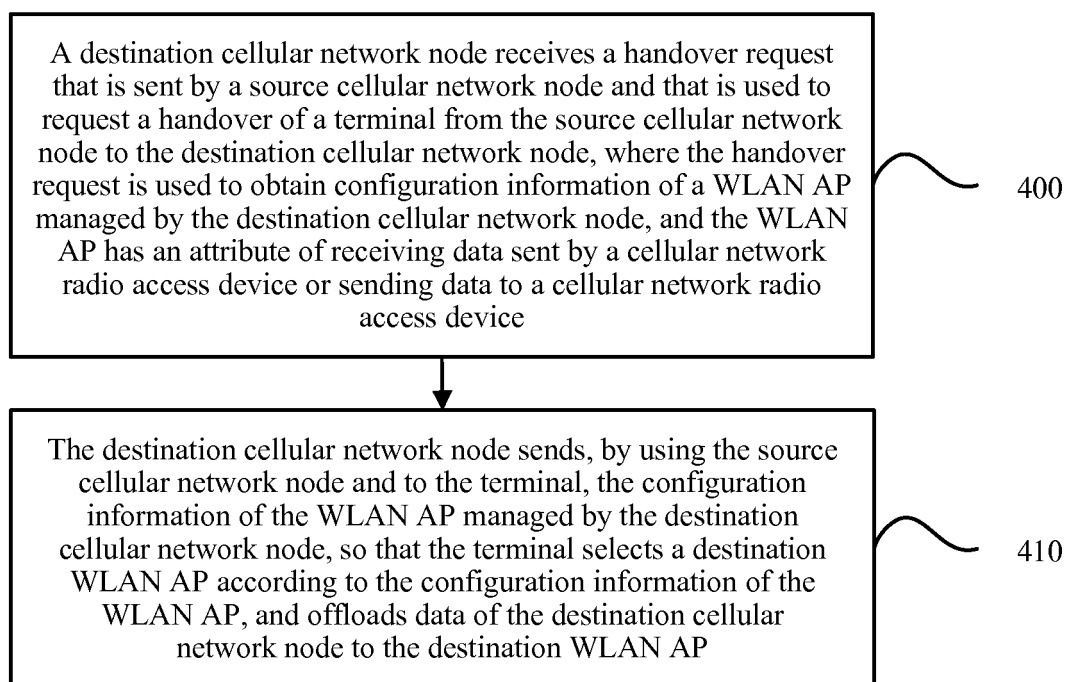 A destination cellular network node receives a handover request
that is sent by a source cellular network node and that is used to
request a handover of a terminal from the source cellular network
node to the destination cellular network node, where the handover
request is used to obtain configuration information of a WLAN AP
managed by the destination cellular network node, and the WLAN
AP has an attribute of receiving data sent by a cellular network
radio access device or sending data to a cellular network radio
access device
400
The destination cellular network node sends, by using the source
cellular network node and to the terminal, the configuration
information of the WLAN AP managed by the destination
cellular network node, so that the terminal selects a destination
WLAN AP according to the configuration information of the
WLAN AP, and offloads data of the destination cellular
network node to the destination WLAN AP
410